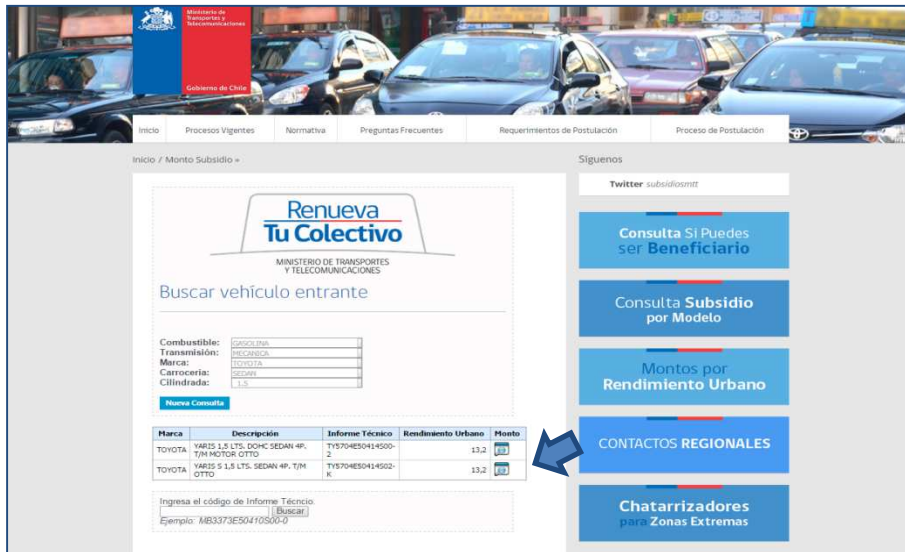 Ministerio de
Transportes y
Telecomunicaciones
Gobierno de Chile
Inicio Procesos Vigentes Normativa Preguntas Frecuentes Requerimientos de Postulación Proceso de Postulación
Inicio / Monto Subsidio »
Síguenos
Twitter subsidiosmtt
Renueva
Tu Colectivo
MINISTERIO DE TRANSPORTES
Y TELECOMUNICACIONES
Buscar vehículo entrante
Combustible: GASOLINA
Transmisión: MECANICA
Marca: TOYOTA
Carroceria: SEDAN
Cilindrada: 1.5
Nueva Consulta
Marca Descripción Informe Técnico Rendimiento Urbano Monto
TOYOTA YARIS 1,5 LTS. DOHC SEDAN 4P. T/M MOTOR OTTO TY5704E50414S00-2 13,2
TOYOTA YARIS S 1,5 LTS. SEDAN 4P. T/M OTTO TY5704E50414S02-K 13,2
Ingresa el código de Informe Técncio:
Buscar
Ejemplo: MB3373E50410S00-0
Consulta Si Puedes
ser Beneficiario
Consulta Subsidio
por Modelo
Montos por
Rendimiento Urbano
CONTACTOS REGIONALES
Chatarrizadores
para Zonas Extremas